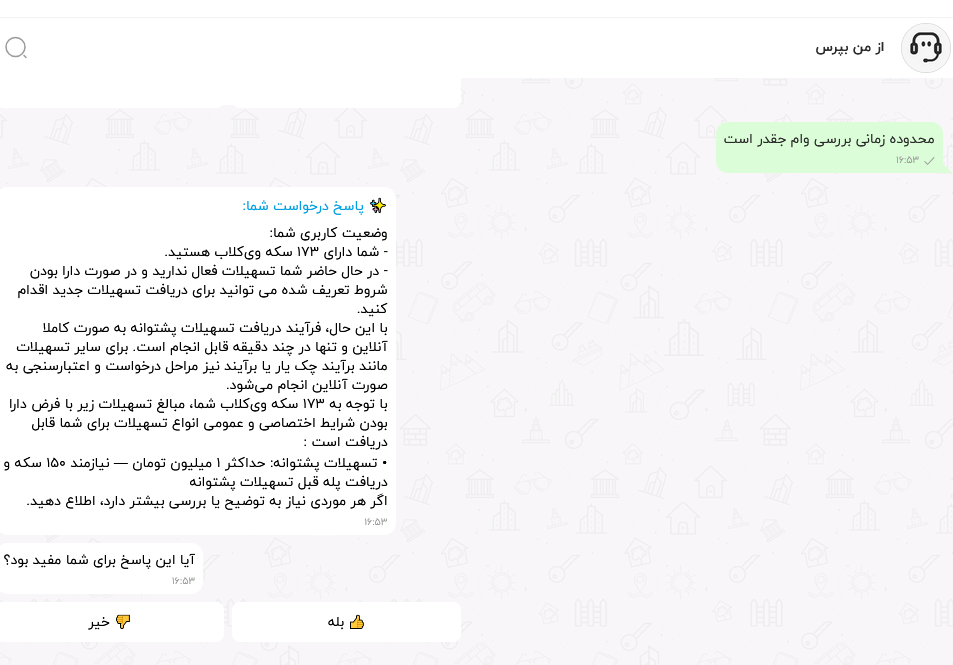 از من بپرس
محدوده زمانی بررسی وام جقدر است
۱۶:۵۳
پاسخ درخواست شما:
وضعیت کاربری شما:
- شما دارای ۱۷۳ سکه وی‌کلاب هستید.
- در حال حاضر شما تسهیلات فعال ندارید و در صورت دارا بودن
شروط تعریف شده می توانید برای دریافت تسهیلات جدید اقدام
کنید.
با این حال، فرآیند دریافت تسهیلات پشتوانه به صورت کاملا
آنلاین و تنها در چند دقیقه قابل انجام است. برای سایر تسهیلات
مانند برآیند چک یار یا برآیند نیز مراحل درخواست و اعتبارسنجی به
صورت آنلاین انجام می‌شود.
با توجه به ۱۷۳ سکه وی‌کلاب شما، مبالغ تسهیلات زیر با فرض دارا
بودن شرایط اختصاصی و عمومی انواع تسهیلات برای شما قابل
دریافت است :
• تسهیلات پشتوانه: حداکثر ۱ میلیون تومان — نیازمند ۱۵۰ سکه و
دریافت پله قبل تسهیلات پشتوانه
اگر هر موردی نیاز به توضیح یا بررسی بیشتر دارد، اطلاع دهید.
۱۶:۵۳
آیا این پاسخ برای شما مفید بود؟
۱۶:۵۳
👍 بله
👎 خیر